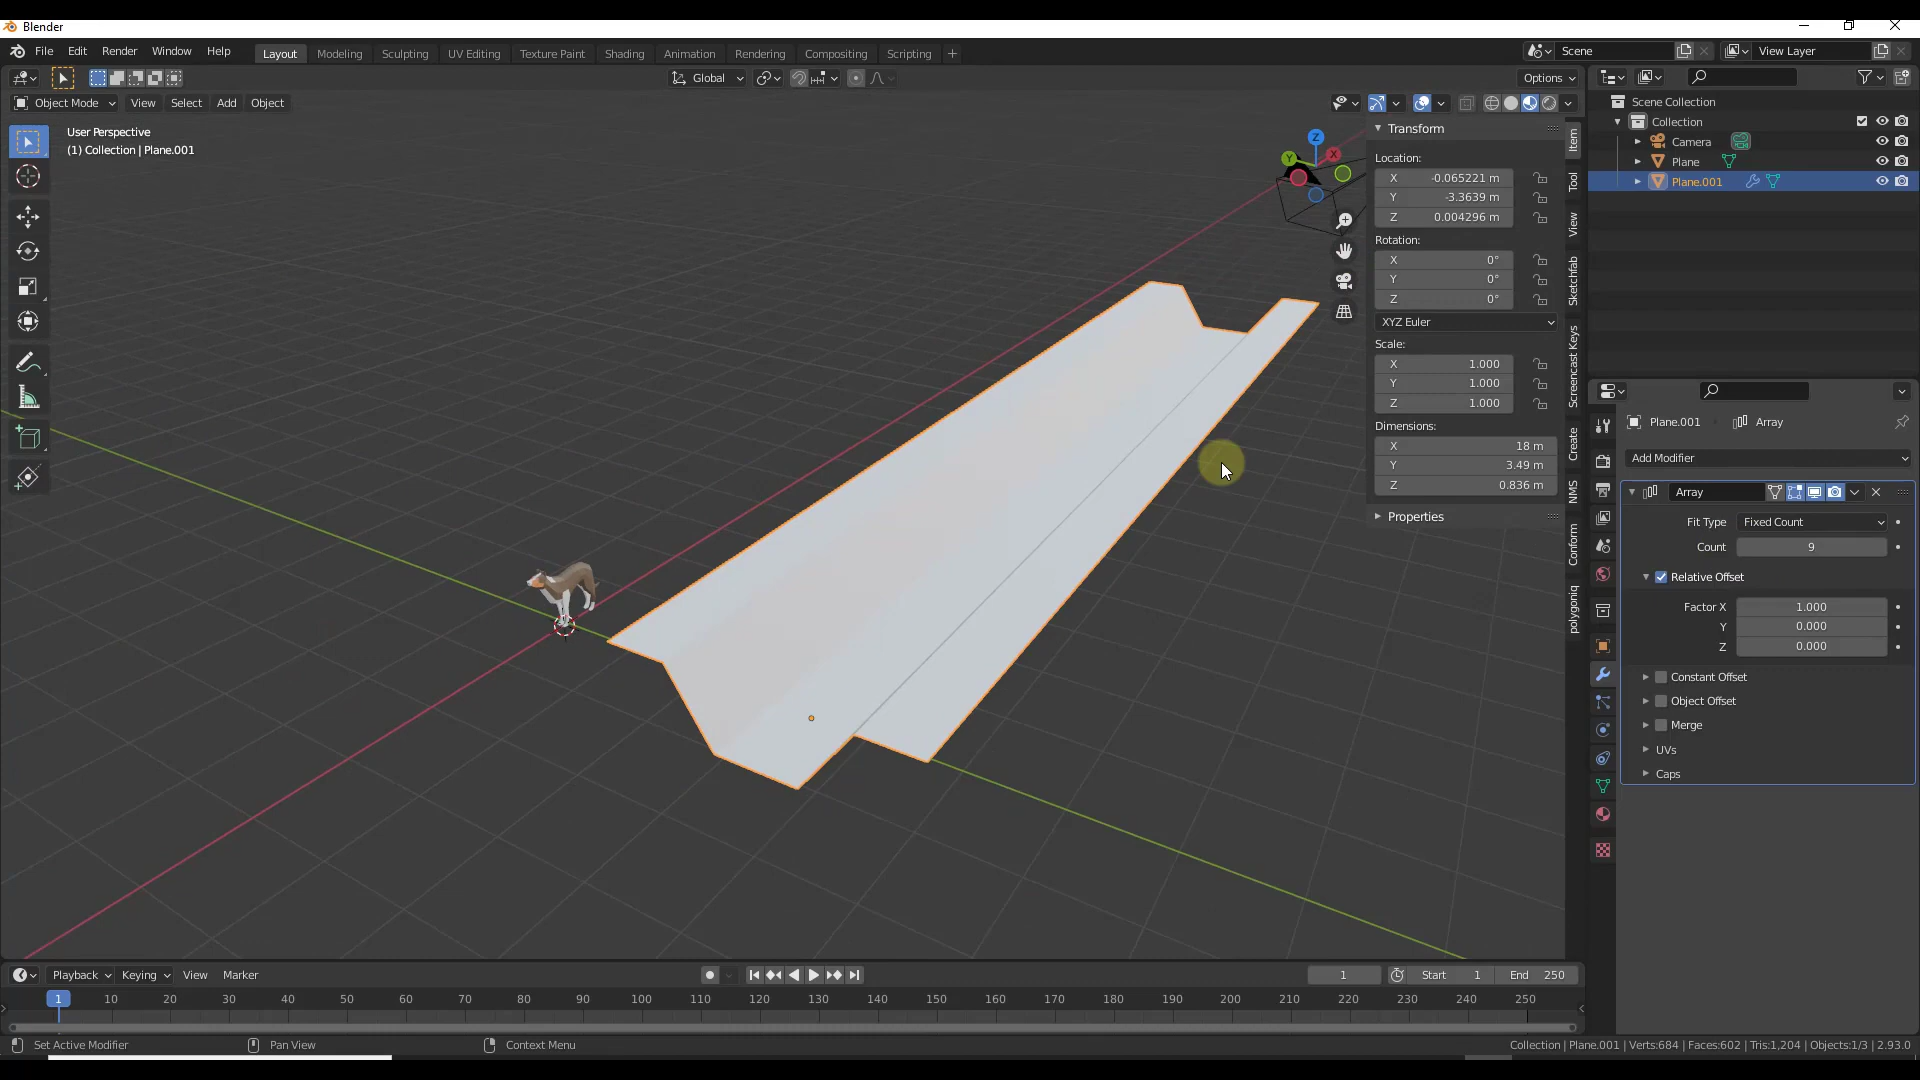 Blender
File Edit Render Window Help
Layout Modeling Sculpting UV Editing Texture Paint Shading Animation Rendering Compositing Scripting +
Scene
View Layer
Global
Options
Object Mode View Select Add Object
User Perspective
(1) Collection | Plane.001
Z
Y
X
Transform
Location:
X -0.065221 m
Y -3.3639 m
Z 0.004296 m
Rotation:
X 0°
Y 0°
Z 0°
XYZ Euler
Scale:
X 1.000
Y 1.000
Z 1.000
Dimensions:
X 18 m
Y 3.49 m
Z 0.836 m
Properties
Item
Tool
View
Sketchfab
Screencast Keys
Create
NMS
Conform
polygoniq
Scene Collection
Collection
Camera
Plane
Plane.001
Plane.001 Array
Add Modifier
Array
Fit Type Fixed Count
Count 9
Relative Offset
Factor X 1.000
Y 0.000
Z 0.000
Constant Offset
Object Offset
Merge
UVs
Caps
Playback Keying View Marker
1
Start 1
End 250
1 10 20 30 40 50 60 70 80 90 100 110 120 130 140 150 160 170 180 190 200 210 220 230 240 250
Set Active Modifier Pan View Context Menu
Collection | Plane.001 | Verts:684 | Faces:602 | Tris:1,204 | Objects:1/3 | 2.93.0